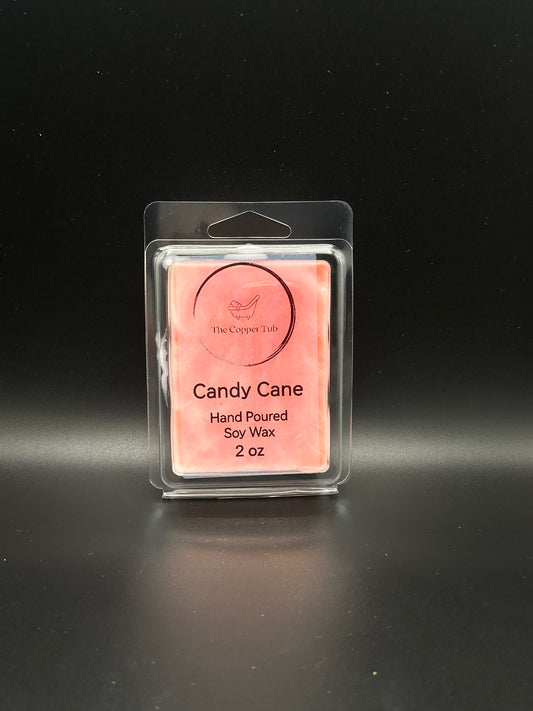 The Copper Tub
Candy Cane
Hand Poured
Soy Wax
2 oz